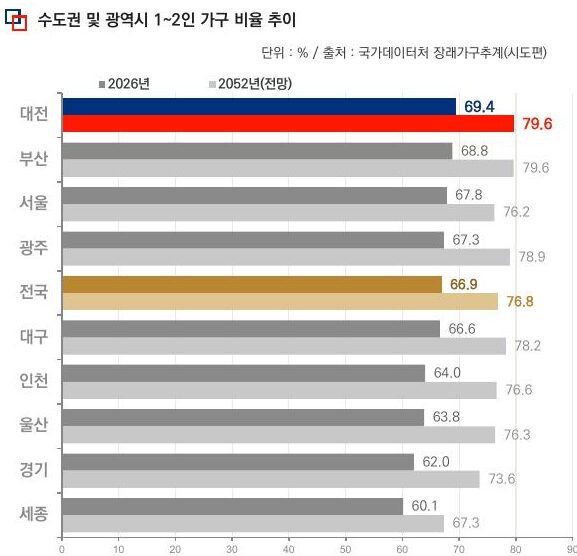 수도권 및 광역시 1~2인 가구 비율 추이
단위 : % / 출처 : 국가데이터처 장래가구추계(시도편)
2026년 2052년(전망)
대전 69.4
79.6
부산 68.8
79.6
서울 67.8
76.2
광주 67.3
78.9
전국 66.9
76.8
대구 66.6
78.2
인천 64.0
76.6
울산 63.8
76.3
경기 62.0
73.6
세종 60.1
67.3
0 10 20 30 40 50 60 70 80 90